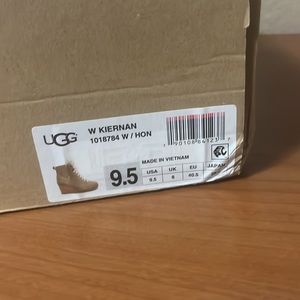 UGG
W KIERNAN
1018784 W / HON
MADE IN VIETNAM
9.5
USA UK EU JAPAN
9.5 8 40.5